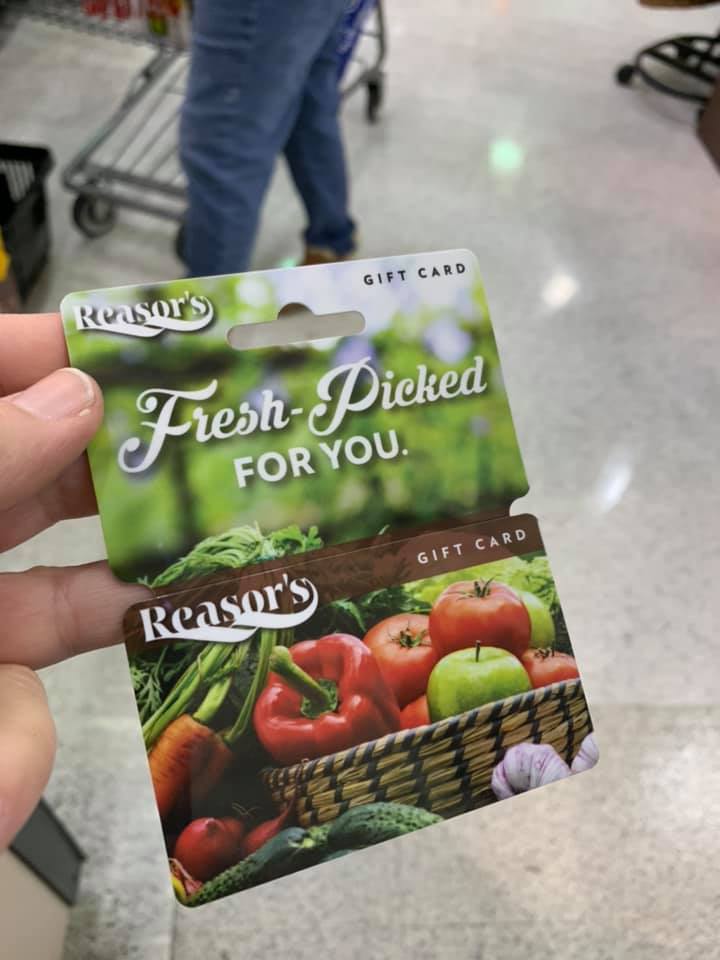 GIFT CARD
Reasor's
Fresh-Picked
FOR YOU.
GIFT CARD
Reasor's